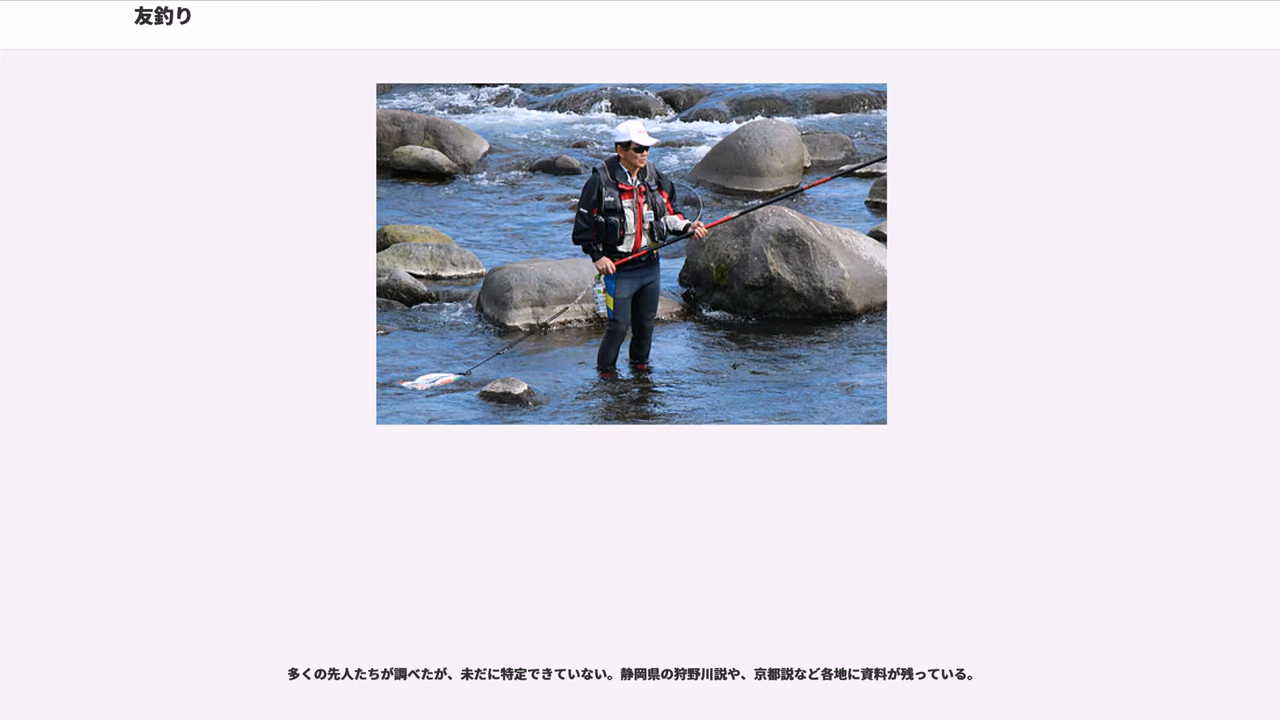 友釣り
多くの先人たちが調べたが、未だに特定できていない。静岡県の狩野川説や、京都説など各地に資料が残っている。